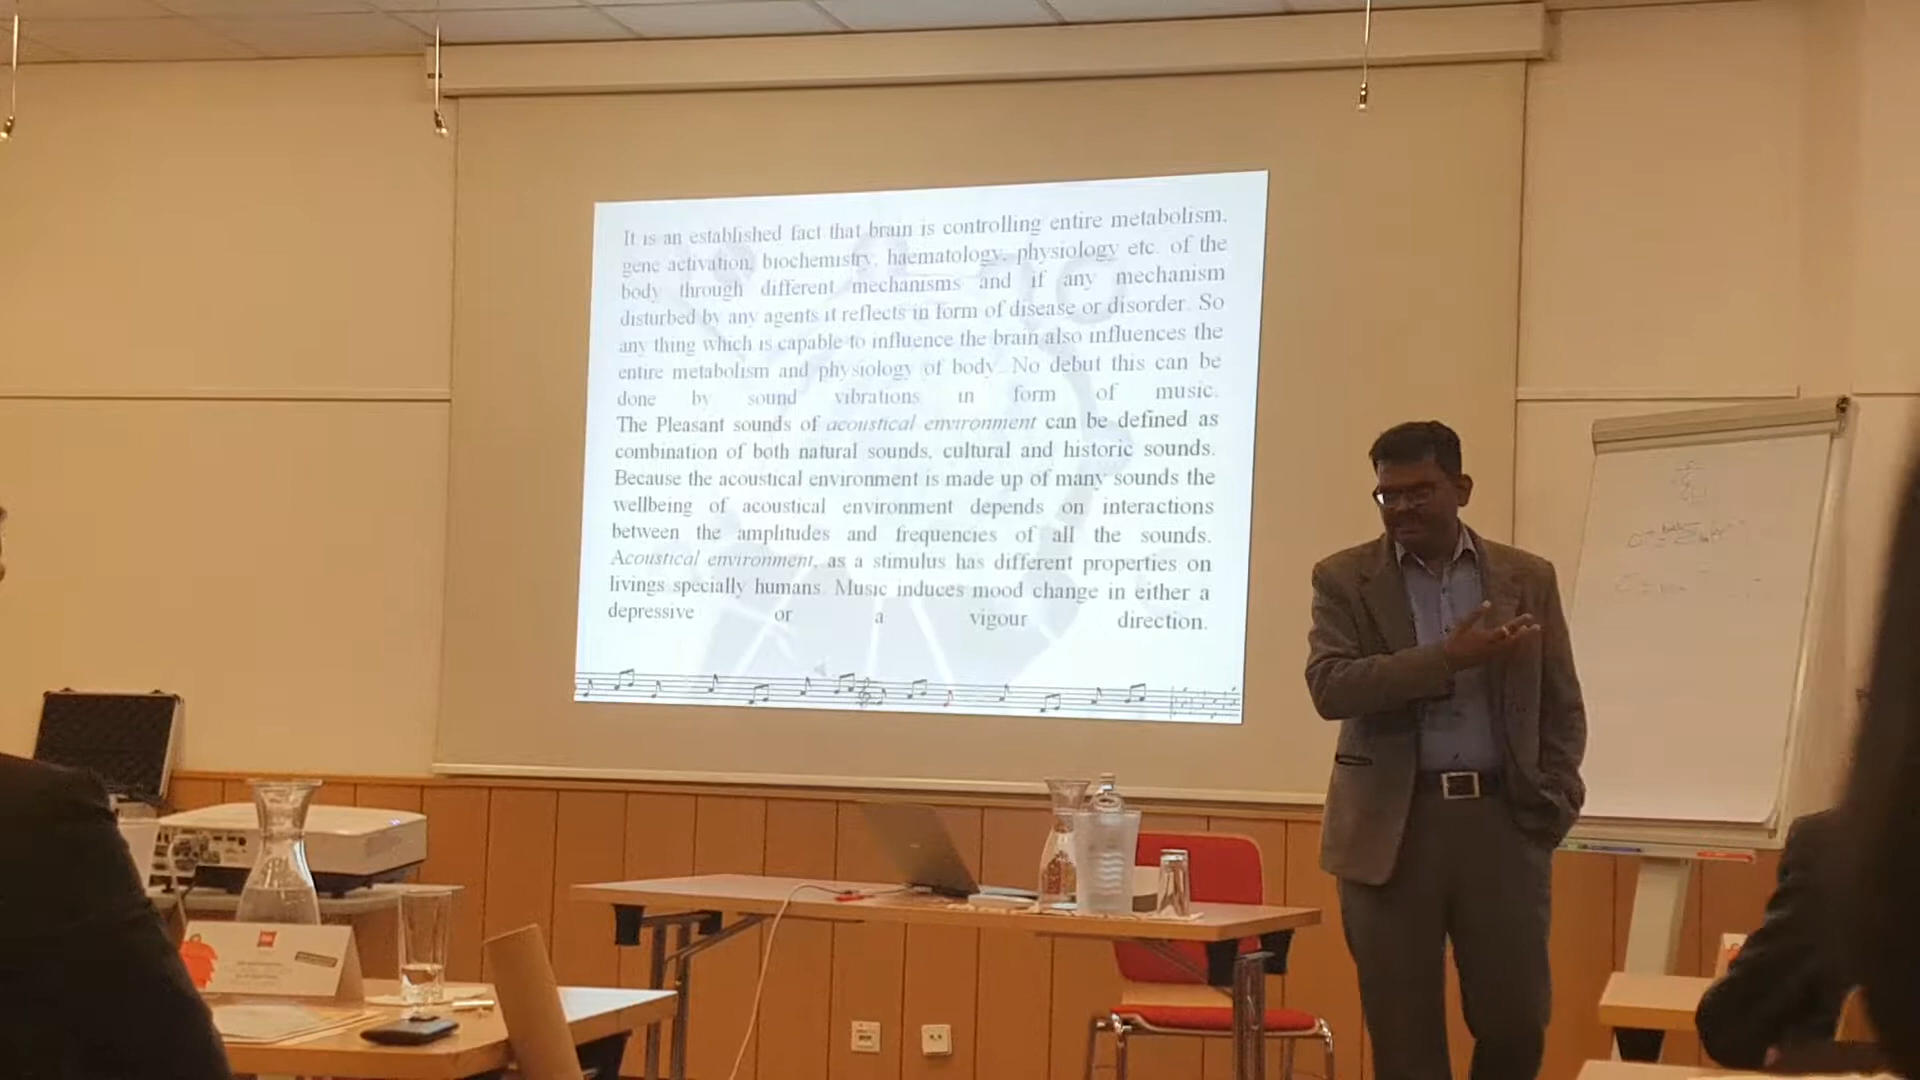 It is an established fact that brain is controlling entire metabolism,
gene activation, biochemistry, haematology, physiology etc. of the
body through different mechanisms and if any mechanism
disturbed by any agents it reflects in form of disease or disorder. So
any thing which is capable to influence the brain also influences the
entire metabolism and physiology of body. No debut this can be
done by sound vibrations in form of music.
The Pleasant sounds of acoustical environment can be defined as
combination of both natural sounds, cultural and historic sounds.
Because the acoustical environment is made up of many sounds the
wellbeing of acoustical environment depends on interactions
between the amplitudes and frequencies of all the sounds.
Acoustical environment, as a stimulus has different properties on
livings specially humans. Music induces mood change in either a
depressive or a vigour direction.